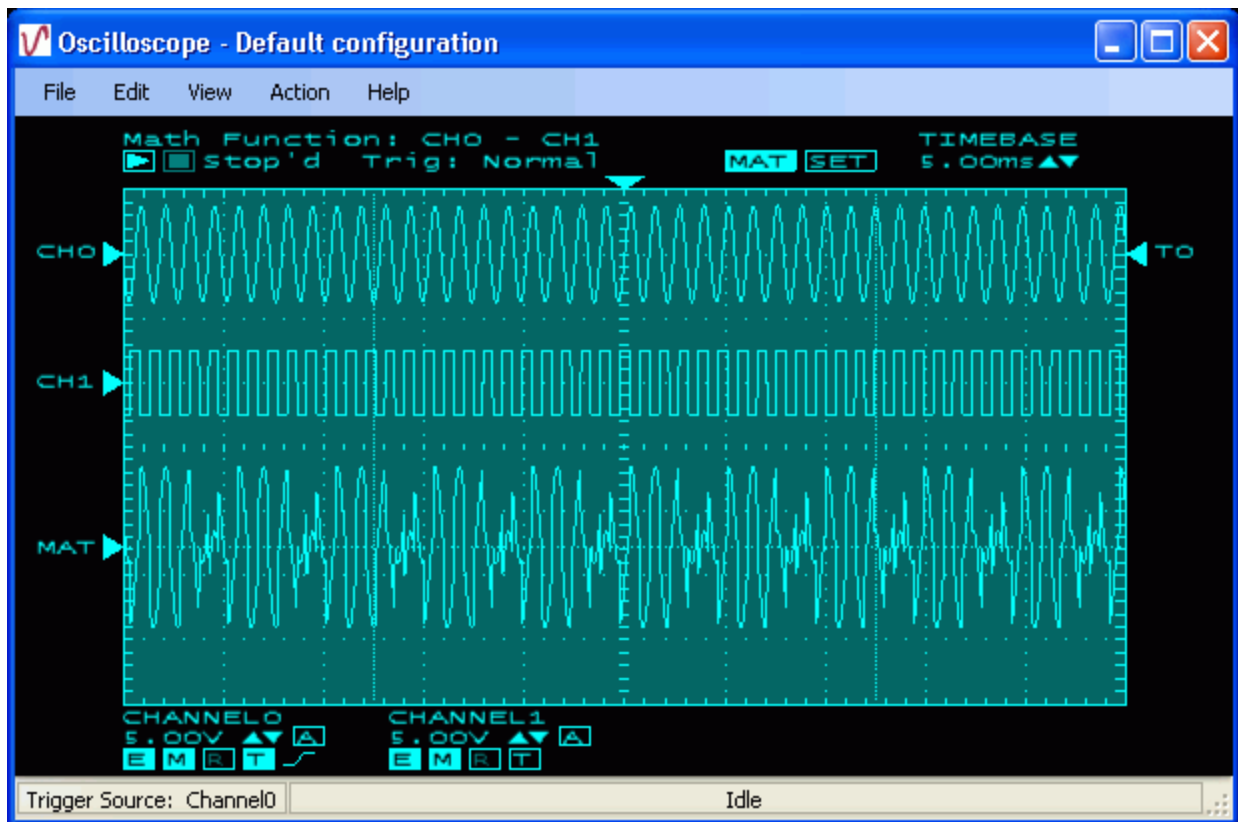 Oscilloscope - Default configuration
File Edit View Action Help
Math Function: CH0 - CH1
TIMEBASE
Stop'd Trig: Normal
MAT SET
5.00ms
CH0
T0
CH1
MAT
CHANNEL0
CHANNEL1
5.00V A
5.00V A
E M R T
E M R T
Trigger Source: Channel0
Idle